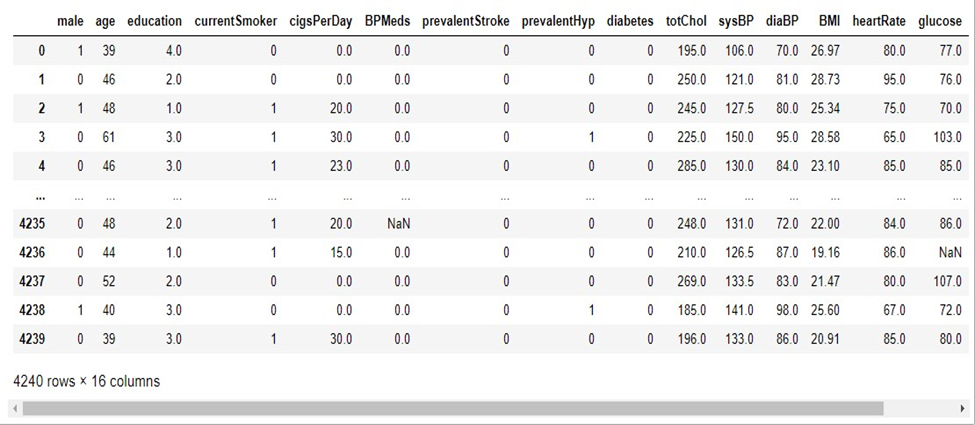 male age education currentSmoker cigsPerDay BPMeds prevalentStroke prevalentHyp diabetes totChol sysBP diaBP BMI heartRate glucose
0 1 39 4.0 0 0.0 0.0 0 0 0 195.0 106.0 70.0 26.97 80.0 77.0
1 0 46 2.0 0 0.0 0.0 0 0 0 250.0 121.0 81.0 28.73 95.0 76.0
2 1 48 1.0 1 20.0 0.0 0 0 0 245.0 127.5 80.0 25.34 75.0 70.0
3 0 61 3.0 1 30.0 0.0 0 1 0 225.0 150.0 95.0 28.58 65.0 103.0
4 0 46 3.0 1 23.0 0.0 0 0 0 285.0 130.0 84.0 23.10 85.0 85.0
... ... ... ... ... ... ... ... ... ... ... ... ... ... ... ...
4235 0 48 2.0 1 20.0 NaN 0 0 0 248.0 131.0 72.0 22.00 84.0 86.0
4236 0 44 1.0 1 15.0 0.0 0 0 0 210.0 126.5 87.0 19.16 86.0 NaN
4237 0 52 2.0 0 0.0 0.0 0 0 0 269.0 133.5 83.0 21.47 80.0 107.0
4238 1 40 3.0 0 0.0 0.0 0 1 0 185.0 141.0 98.0 25.60 67.0 72.0
4239 0 39 3.0 1 30.0 0.0 0 0 0 196.0 133.0 86.0 20.91 85.0 80.0
4240 rows × 16 columns